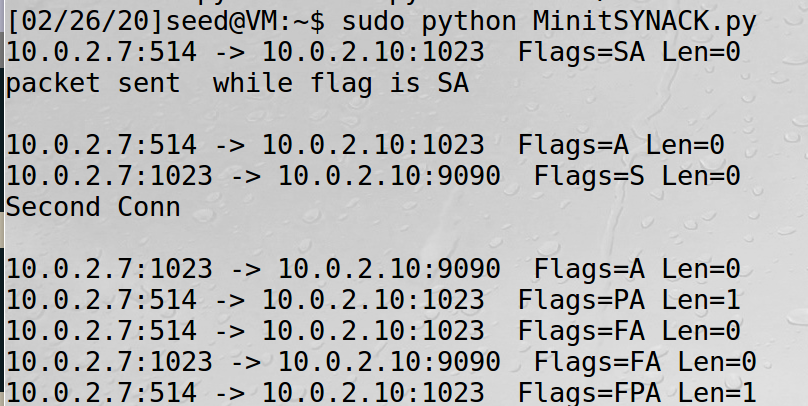 [02/26/20]seed@VM:~$ sudo python MinitSYNACK.py
10.0.2.7:514 -> 10.0.2.10:1023  Flags=SA Len=0
packet sent  while flag is SA
10.0.2.7:514 -> 10.0.2.10:1023  Flags=A Len=0
10.0.2.7:1023 -> 10.0.2.10:9090  Flags=S Len=0
Second Conn
10.0.2.7:1023 -> 10.0.2.10:9090  Flags=A Len=0
10.0.2.7:514 -> 10.0.2.10:1023  Flags=PA Len=1
10.0.2.7:514 -> 10.0.2.10:1023  Flags=FA Len=0
10.0.2.7:1023 -> 10.0.2.10:9090  Flags=FA Len=0
10.0.2.7:514 -> 10.0.2.10:1023  Flags=FPA Len=1